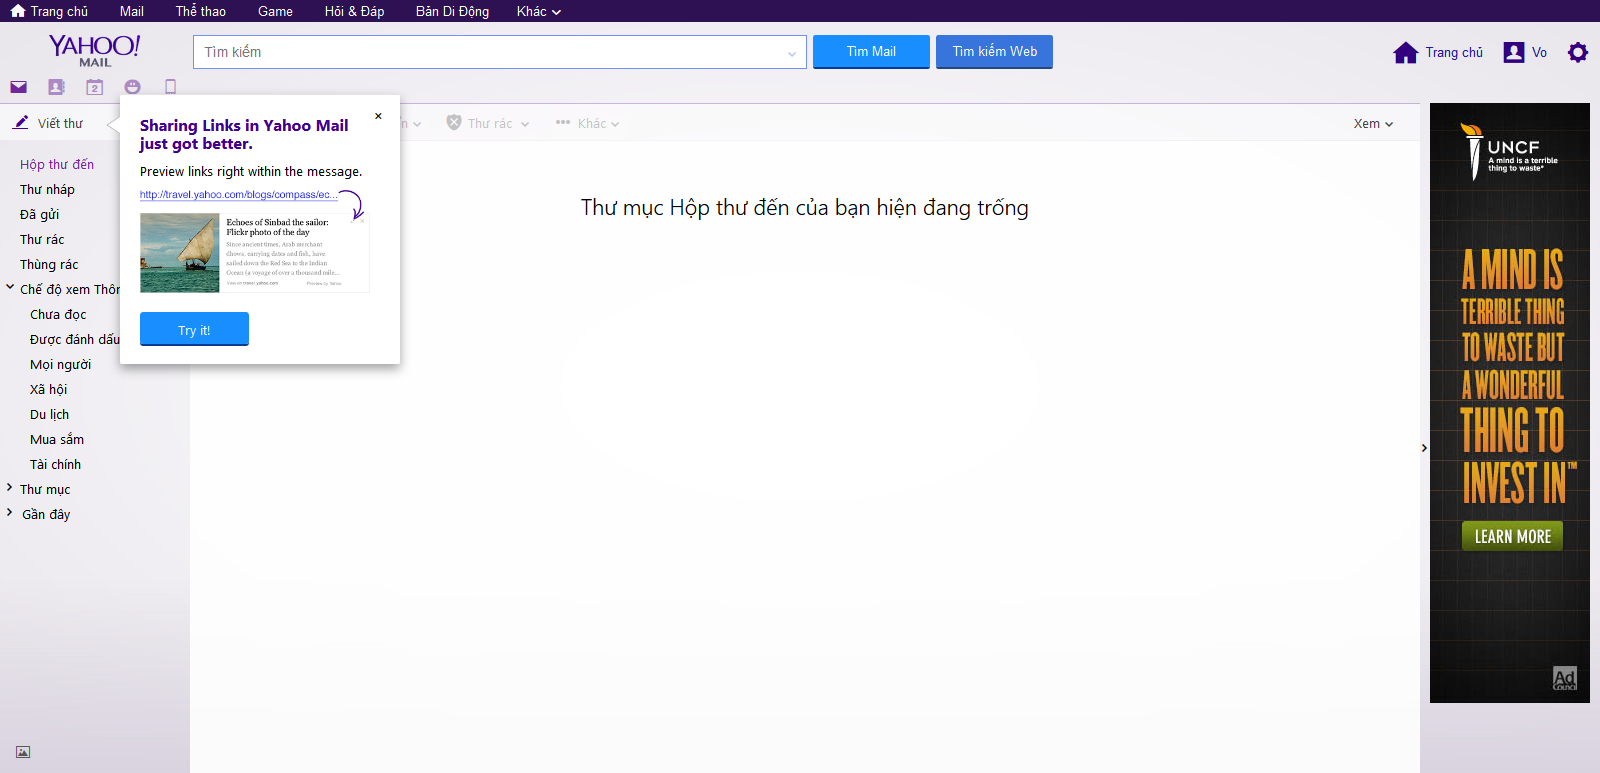 Trang chủ Mail Thể thao Game Hỏi & Đáp Bản Di Động Khác
YAHOO!
MAIL
Tìm kiếm
Tìm Mail
Tìm kiếm Web
Trang chủ
Vo
2
Viết thư
Thư rác
Khác
Xem
Hộp thư đến
Thư nháp
Đã gửi
Thư rác
Thùng rác
Chế độ xem Thôn
Chưa đọc
Được đánh dấu
Mọi người
Xã hội
Du lịch
Mua sắm
Tài chính
Thư mục
Gần đây
Sharing Links in Yahoo Mail
just got better.
Preview links right within the message.
http://travel.yahoo.com/blogs/compass/ec...
Echoes of Sinbad the sailor:
Flickr photo of the day
Since ancient times, Arab merchant
dhows, carrying dates and fish, have
sailed down the Red Sea to the Indian
Ocean (a voyage of over a thousand mile...
View on travel.yahoo.com
Preview by Yahoo
Try it!
Thư mục Hộp thư đến của bạn hiện đang trống
UNCF
A mind is a terrible
thing to waste®
A MIND IS
TERRIBLE THING
TO WASTE BUT
A WONDERFUL
THING TO
INVEST IN™
LEARN MORE
Ad
Council